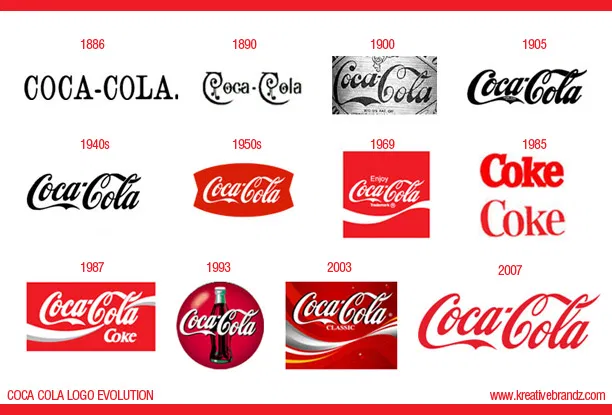 1886
1890
1900
1905
COCA-COLA.
Coca-Cola
Coca-Cola
Coca-Cola
1940s
1950s
1969
1985
Coca-Cola
Coca-Cola
Enjoy
Coca-Cola
Trademark ®
Coke
Coke
1987
1993
2003
2007
Coca-Cola
Coke
Coca-Cola
Coca-Cola
CLASSIC
Coca-Cola
COCA COLA LOGO EVOLUTION
www.kreativebrandz.com